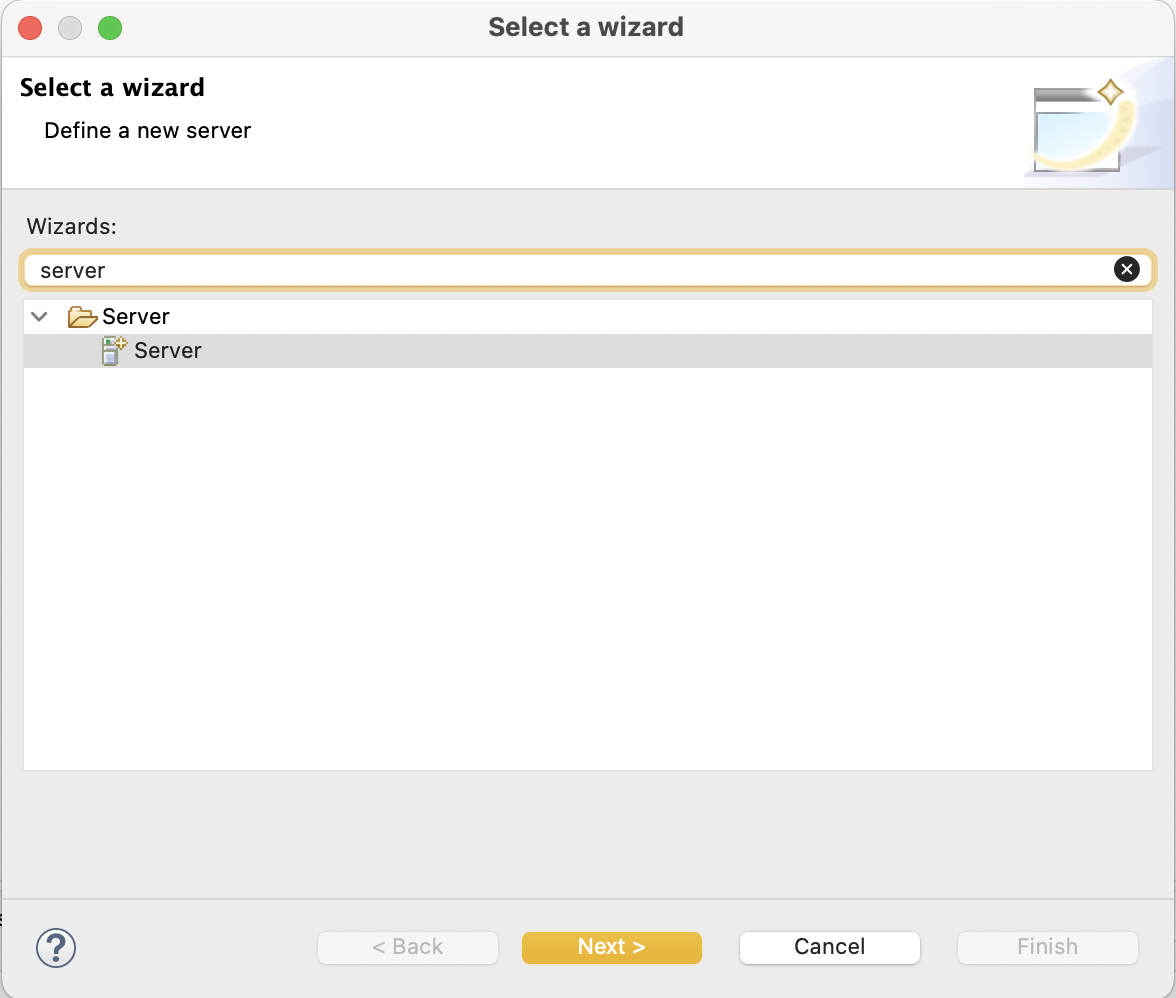 Select a wizard
Select a wizard
Define a new server
Wizards:
server
Server
Server
?
< Back
Next >
Cancel
Finish